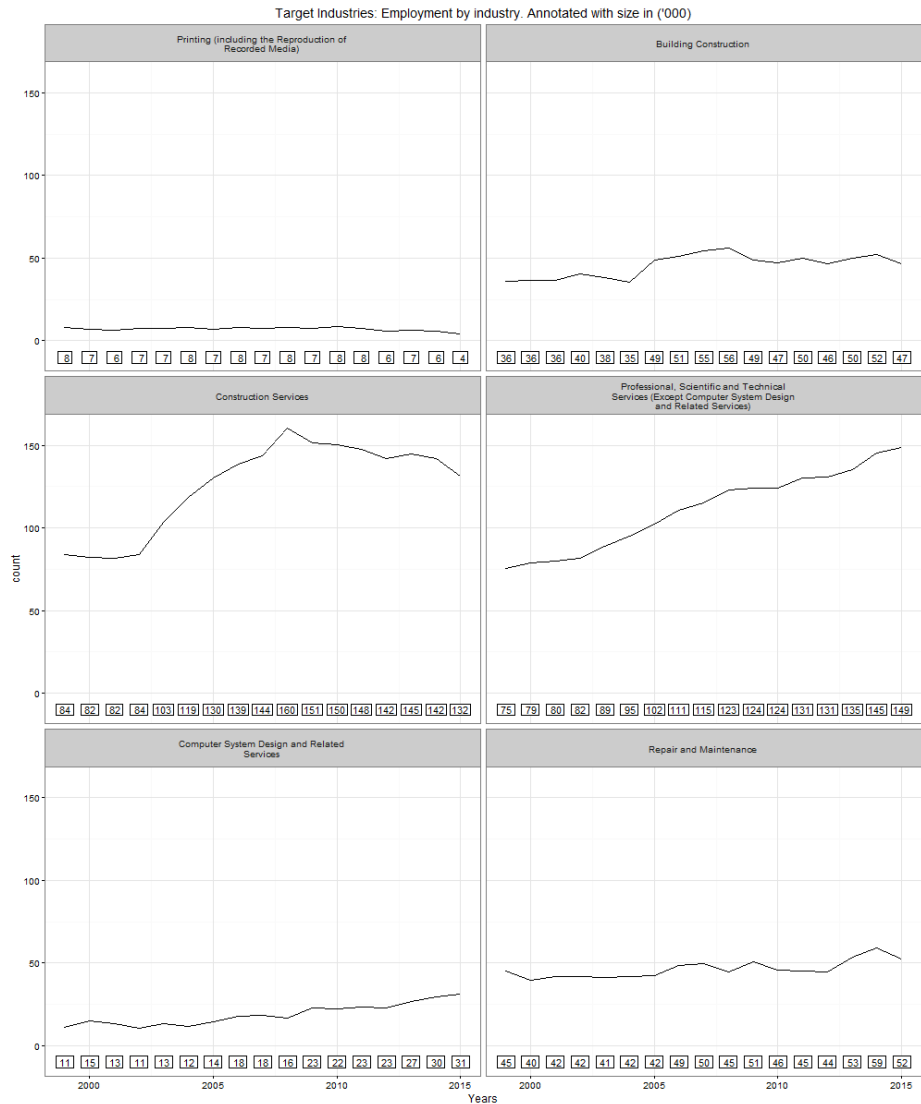 Target Industries: Employment by industry. Annotated with size in ('000)
Printing (including the Reproduction of
Recorded Media)
Building Construction
150
100
50
0
8 7 6 7 7 8 7 8 7 8 7 8 8 6 7 6 4
36 36 36 40 38 35 49 51 55 56 49 47 50 46 50 52 47
Construction Services
Professional, Scientific and Technical
Services (Except Computer System Design
and Related Services)
150
100
50
0
count
84 82 82 84 103 119 130 139 144 160 151 150 148 142 145 142 132
75 79 80 82 89 95 102 111 115 123 124 124 131 131 135 145 149
Computer System Design and Related
Services
Repair and Maintenance
150
100
50
0
11 15 13 11 13 12 14 18 18 16 23 22 23 23 27 30 31
45 40 42 42 41 42 42 49 50 45 51 46 45 44 53 59 52
2000 2005 2010 2015
2000 2005 2010 2015
Years